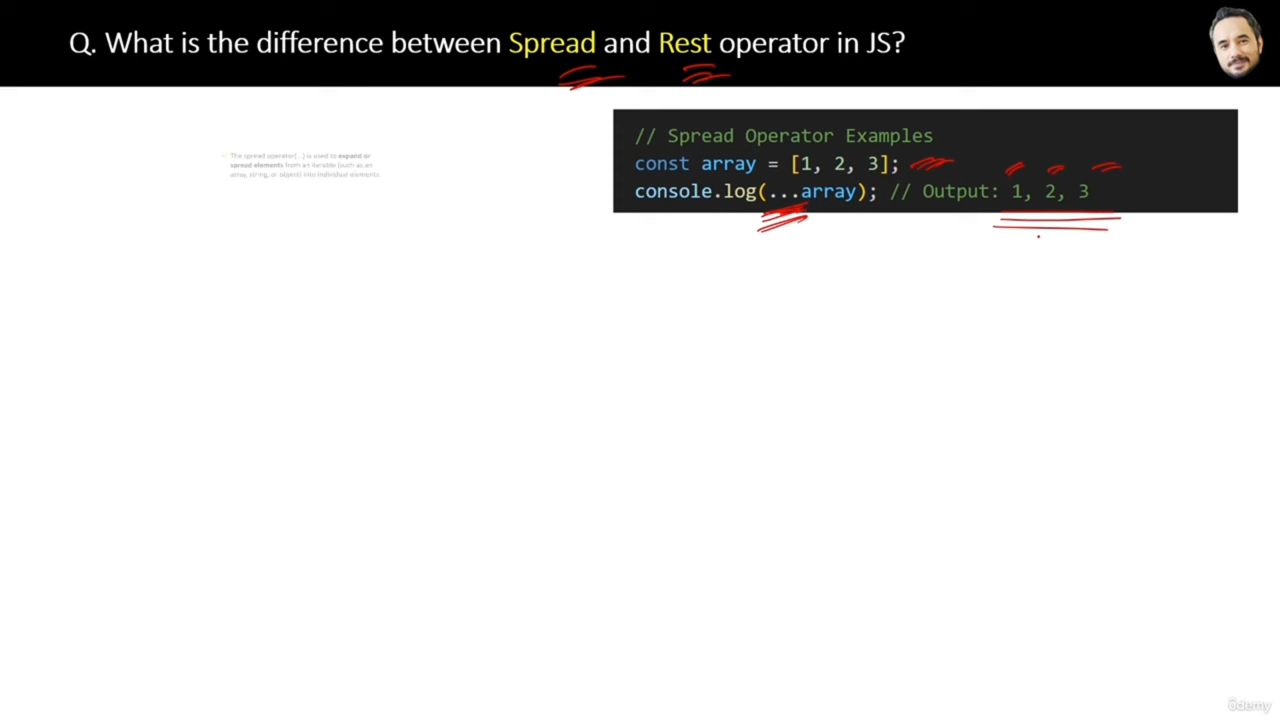 Q. What is the difference between Spread and Rest operator in JS?
The spread operator(...) is used to expand or
spread elements from an iterable (such as an
array, string, or object) into individual elements.
// Spread Operator Examples
const array = [1, 2, 3];
console.log(...array); // Output: 1, 2, 3
ûdemy